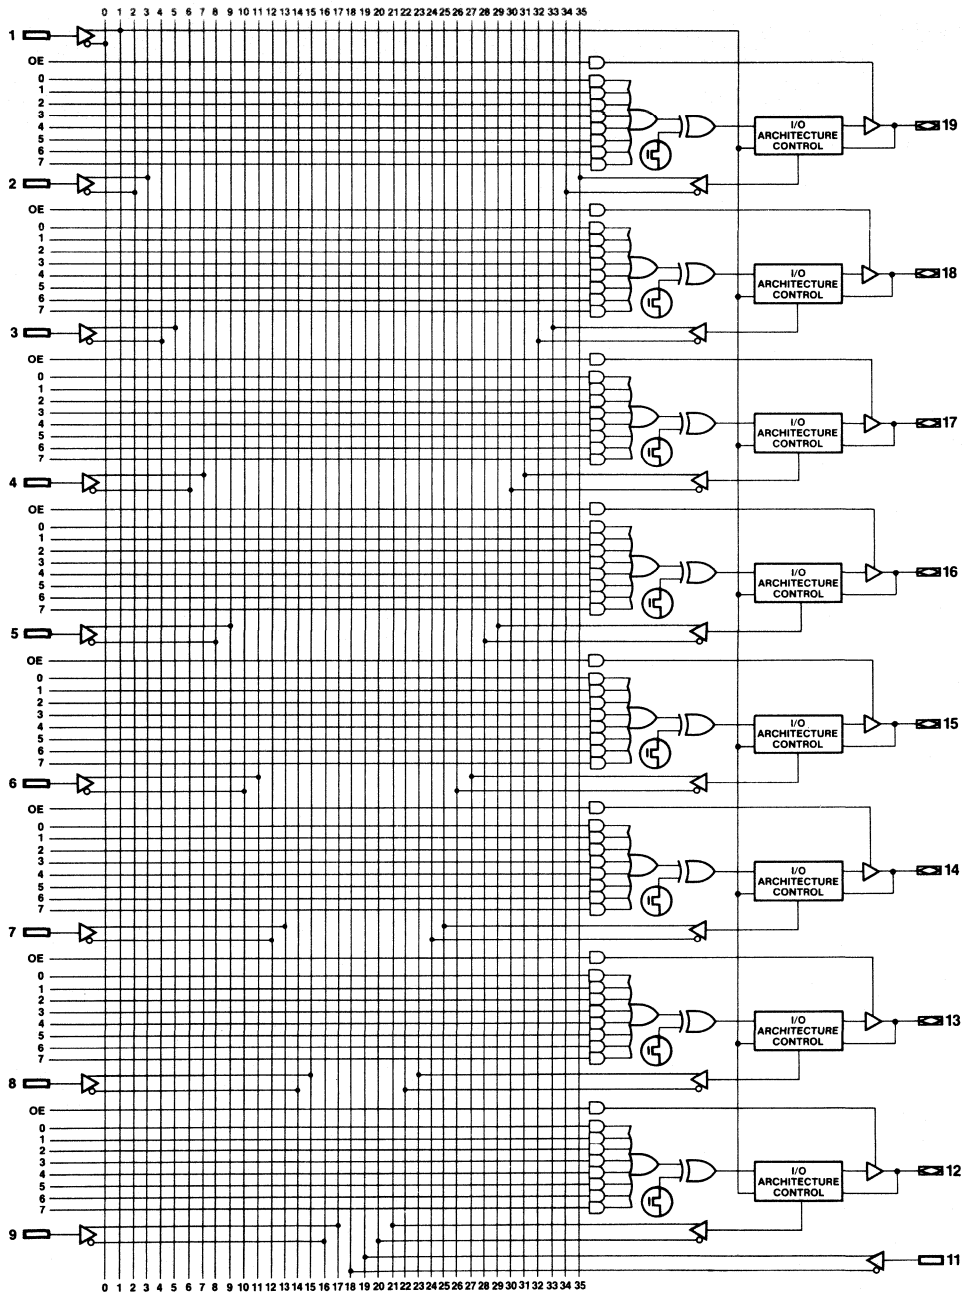 0 1 2 3 4 5 6 7 8 9 10 11 12 13 14 15 16 17 18 19 20 21 22 23 24 25 26 27 28 29 30 31 32 33 34 35
1
OE
0
1
2
3
4
5
6
7
I/O
ARCHITECTURE
CONTROL
19
2
OE
0
1
2
3
4
5
6
7
I/O
ARCHITECTURE
CONTROL
18
3
OE
0
1
2
3
4
5
6
7
I/O
ARCHITECTURE
CONTROL
17
4
OE
0
1
2
3
4
5
6
7
I/O
ARCHITECTURE
CONTROL
16
5
OE
0
1
2
3
4
5
6
7
I/O
ARCHITECTURE
CONTROL
15
6
OE
0
1
2
3
4
5
6
7
I/O
ARCHITECTURE
CONTROL
14
7
OE
0
1
2
3
4
5
6
7
I/O
ARCHITECTURE
CONTROL
13
8
OE
0
1
2
3
4
5
6
7
I/O
ARCHITECTURE
CONTROL
12
9
11
0 1 2 3 4 5 6 7 8 9 10 11 12 13 14 15 16 17 18 19 20 21 22 23 24 25 26 27 28 29 30 31 32 33 34 35